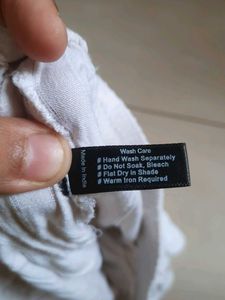 Wash Care
# Hand Wash Separately
# Do Not Soak, Bleach
# Flat Dry in Shade
# Warm Iron Required
Made in India